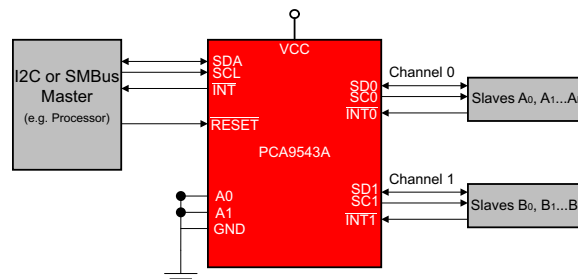 VCC
I2C or SMBus
Master
(e.g. Processor)
SDA
SCL
INT
RESET
PCA9543A
A0
A1
GND
Channel 0
SD0
SC0
INT0
Slaves A0, A1...A
Channel 1
SD1
SC1
INT1
Slaves B0, B1...B